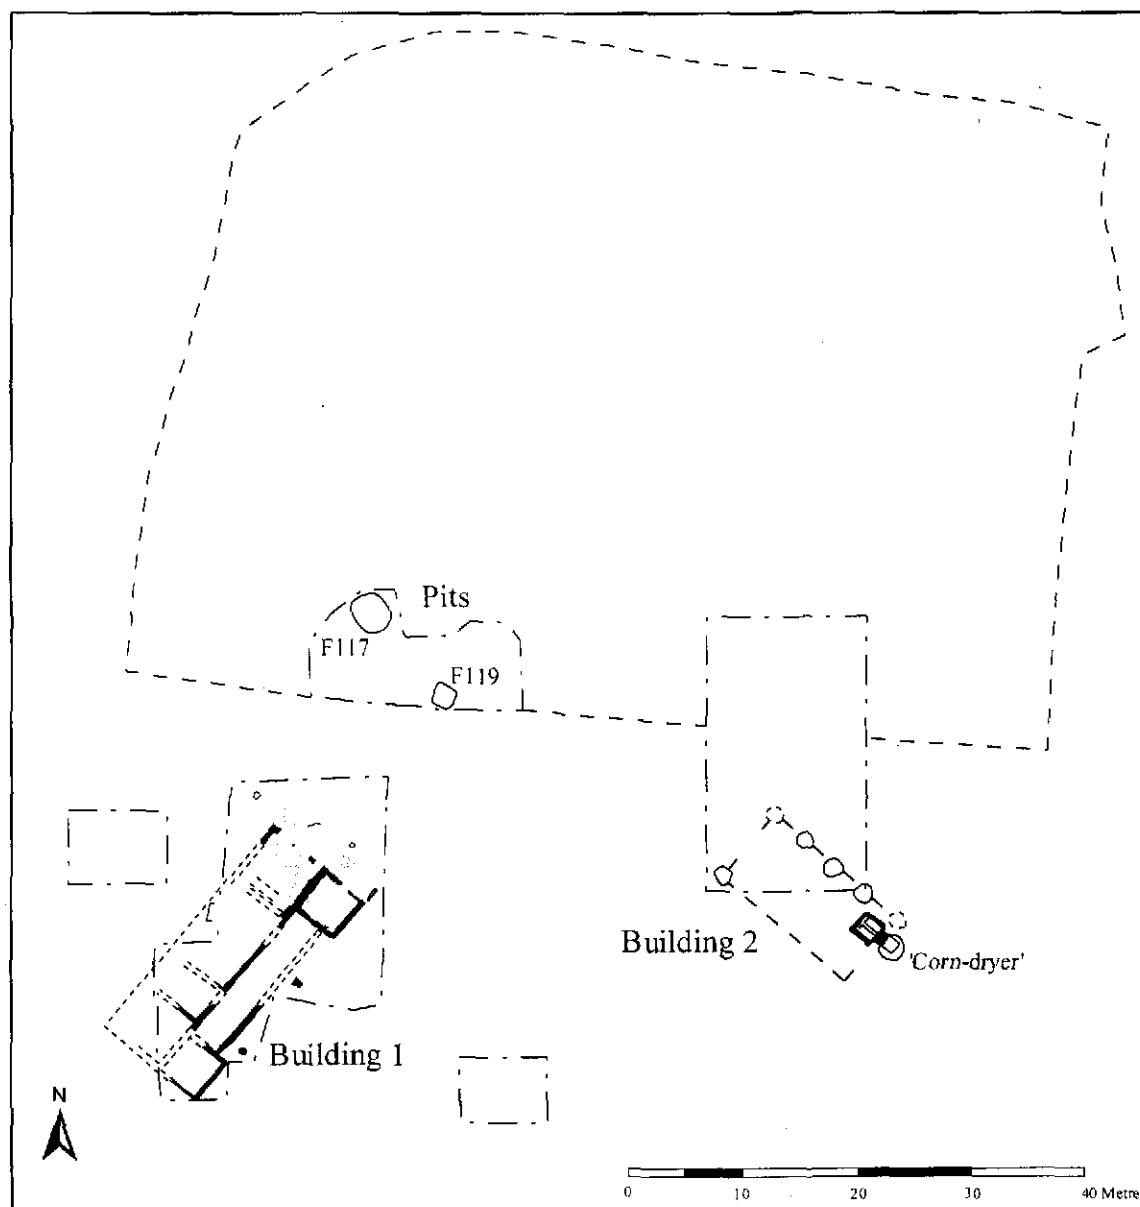 Pits
F117
F119
Building 2
'Corn-dryer'
Building 1
N
0 10 20 30 40 Metre